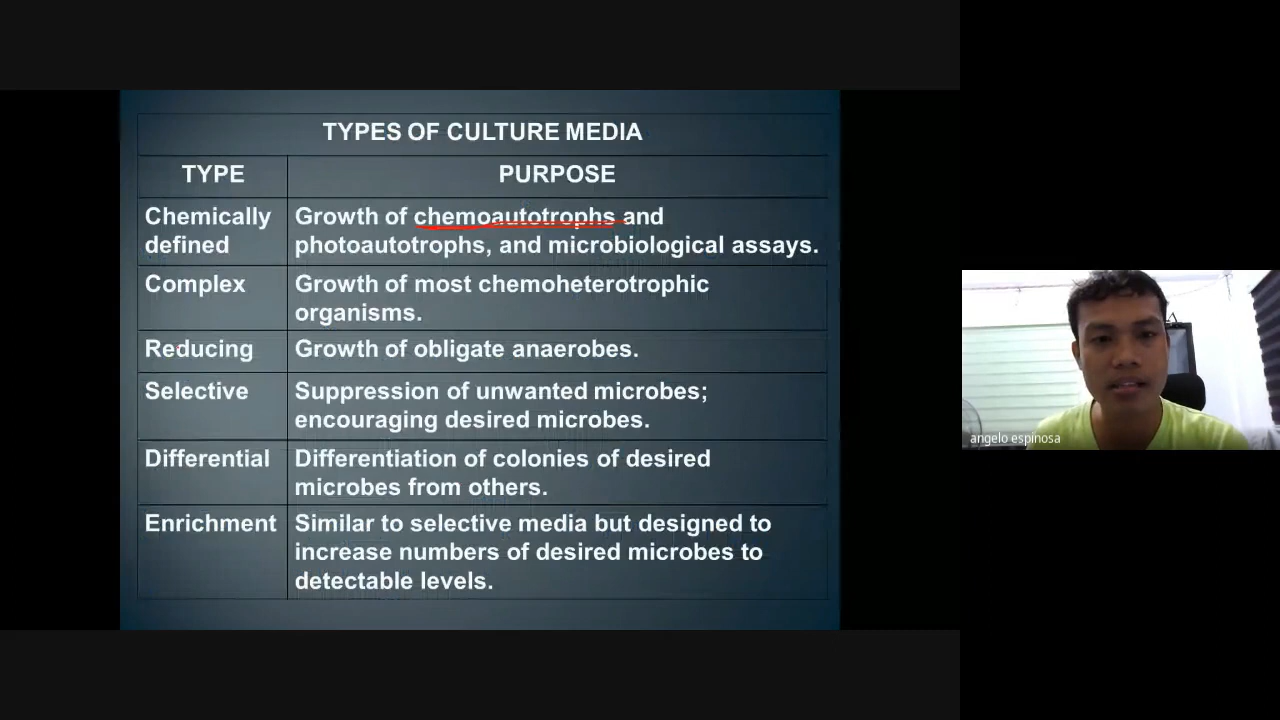 TYPES OF CULTURE MEDIA
TYPE PURPOSE
Chemically defined
Growth of chemoautotrophs and
photoautotrophs, and microbiological assays.
Complex
Growth of most chemoheterotrophic
organisms.
Reducing
Growth of obligate anaerobes.
Selective
Suppression of unwanted microbes;
encouraging desired microbes.
Differential
Differentiation of colonies of desired
microbes from others.
Enrichment
Similar to selective media but designed to
increase numbers of desired microbes to
detectable levels.
angelo espinosa